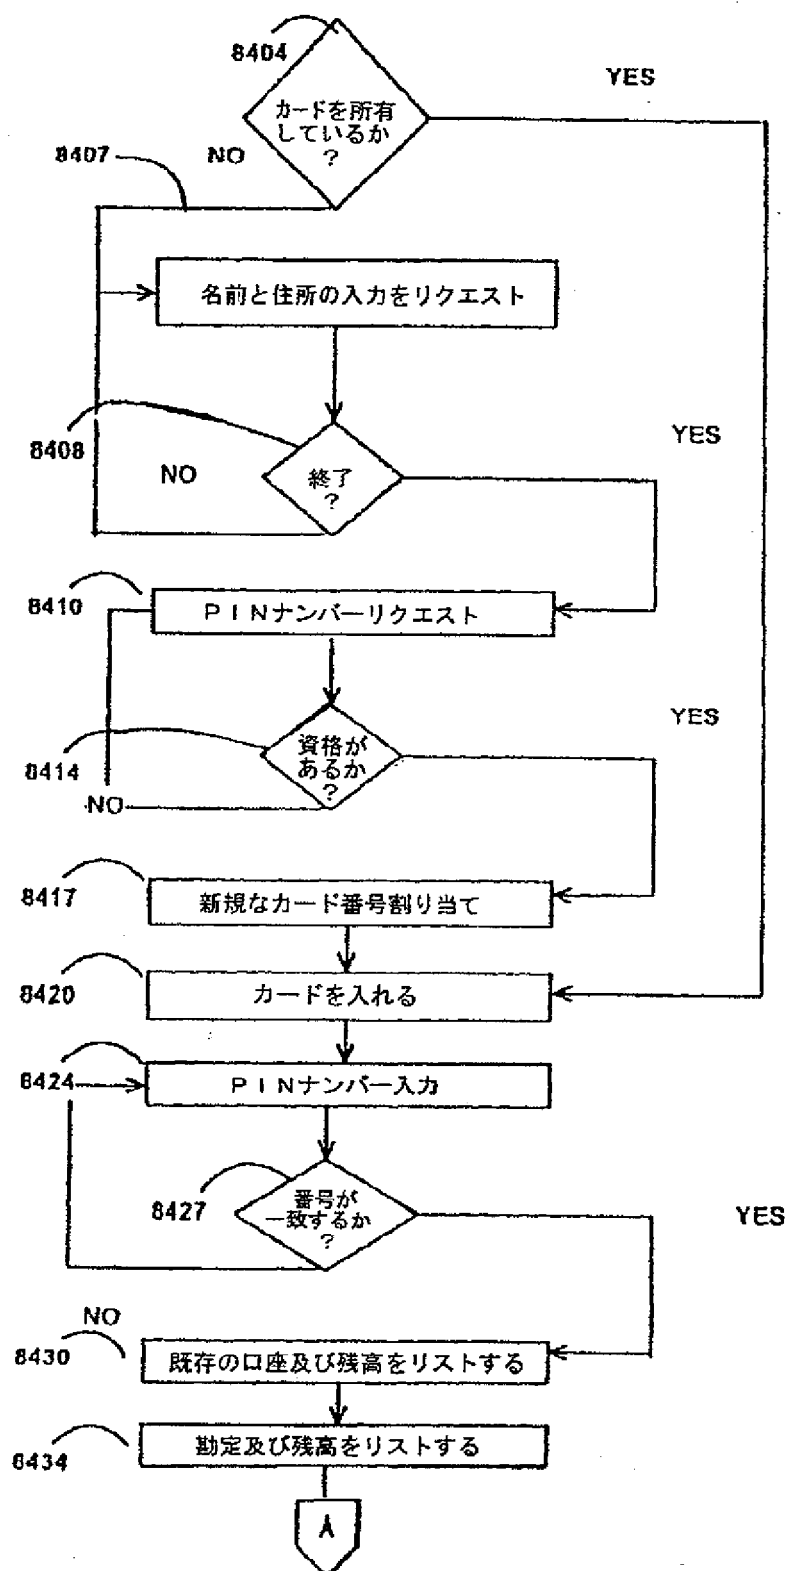 8404
YES
カードを所有
しているか
?
NO
8407
名前と住所の入力をリクエスト
8408
YES
NO
終了
?
8410
PINナンバーリクエスト
YES
8414
資格が
あるか
?
NO
8417
新規なカード番号割り当て
8420
カードを入れる
8424
PINナンバー入力
8427
番号が
一致するか
?
YES
NO
8430
既存の口座及び残高をリストする
8434
勘定及び残高をリストする
A